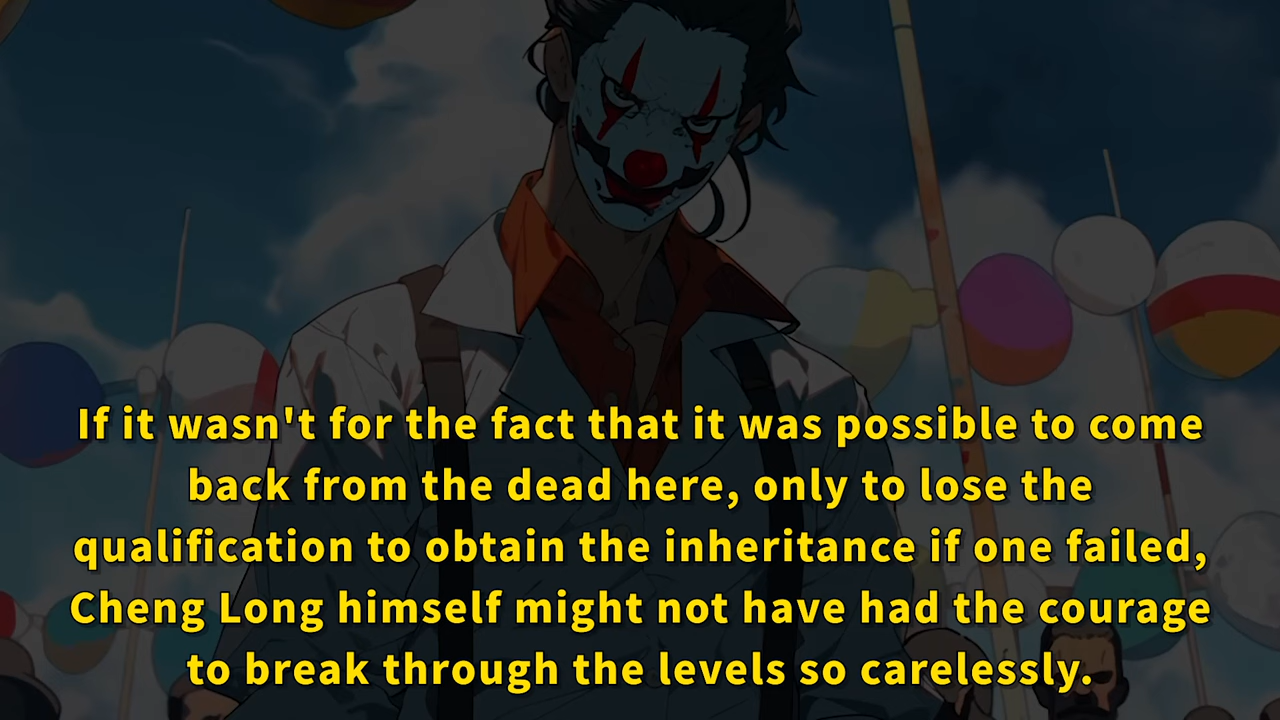 If it wasn't for the fact that it was possible to come
back from the dead here, only to lose the
qualification to obtain the inheritance if one failed,
Cheng Long himself might not have had the courage
to break through the levels so carelessly.